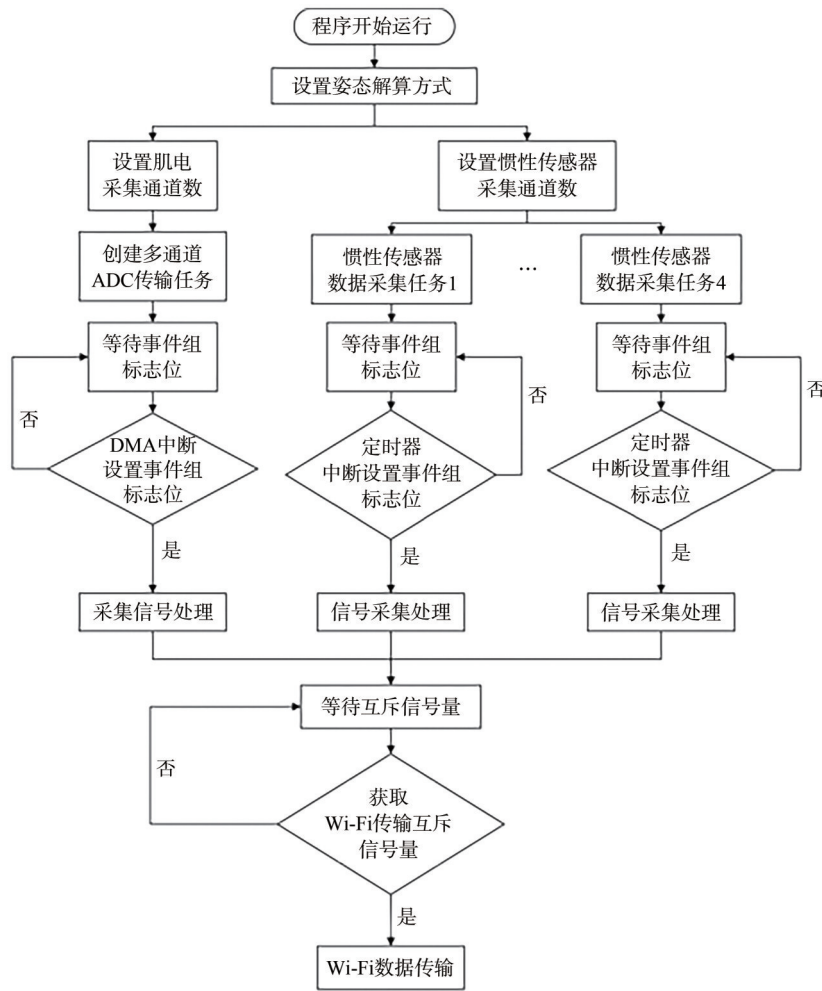 程序开始运行
设置姿态解算方式
设置肌电
采集通道数
设置惯性传感器
采集通道数
创建多通道
ADC传输任务
惯性传感器
数据采集任务1
...
惯性传感器
数据采集任务4
等待事件组
标志位
等待事件组
标志位
等待事件组
标志位
否
DMA中断
设置事件组
标志位
否
定时器
中断设置事件组
标志位
否
定时器
中断设置事件组
标志位
是
是
是
采集信号处理
信号采集处理
信号采集处理
等待互斥信号量
否
获取
Wi-Fi传输互斥
信号量
是
Wi-Fi数据传输